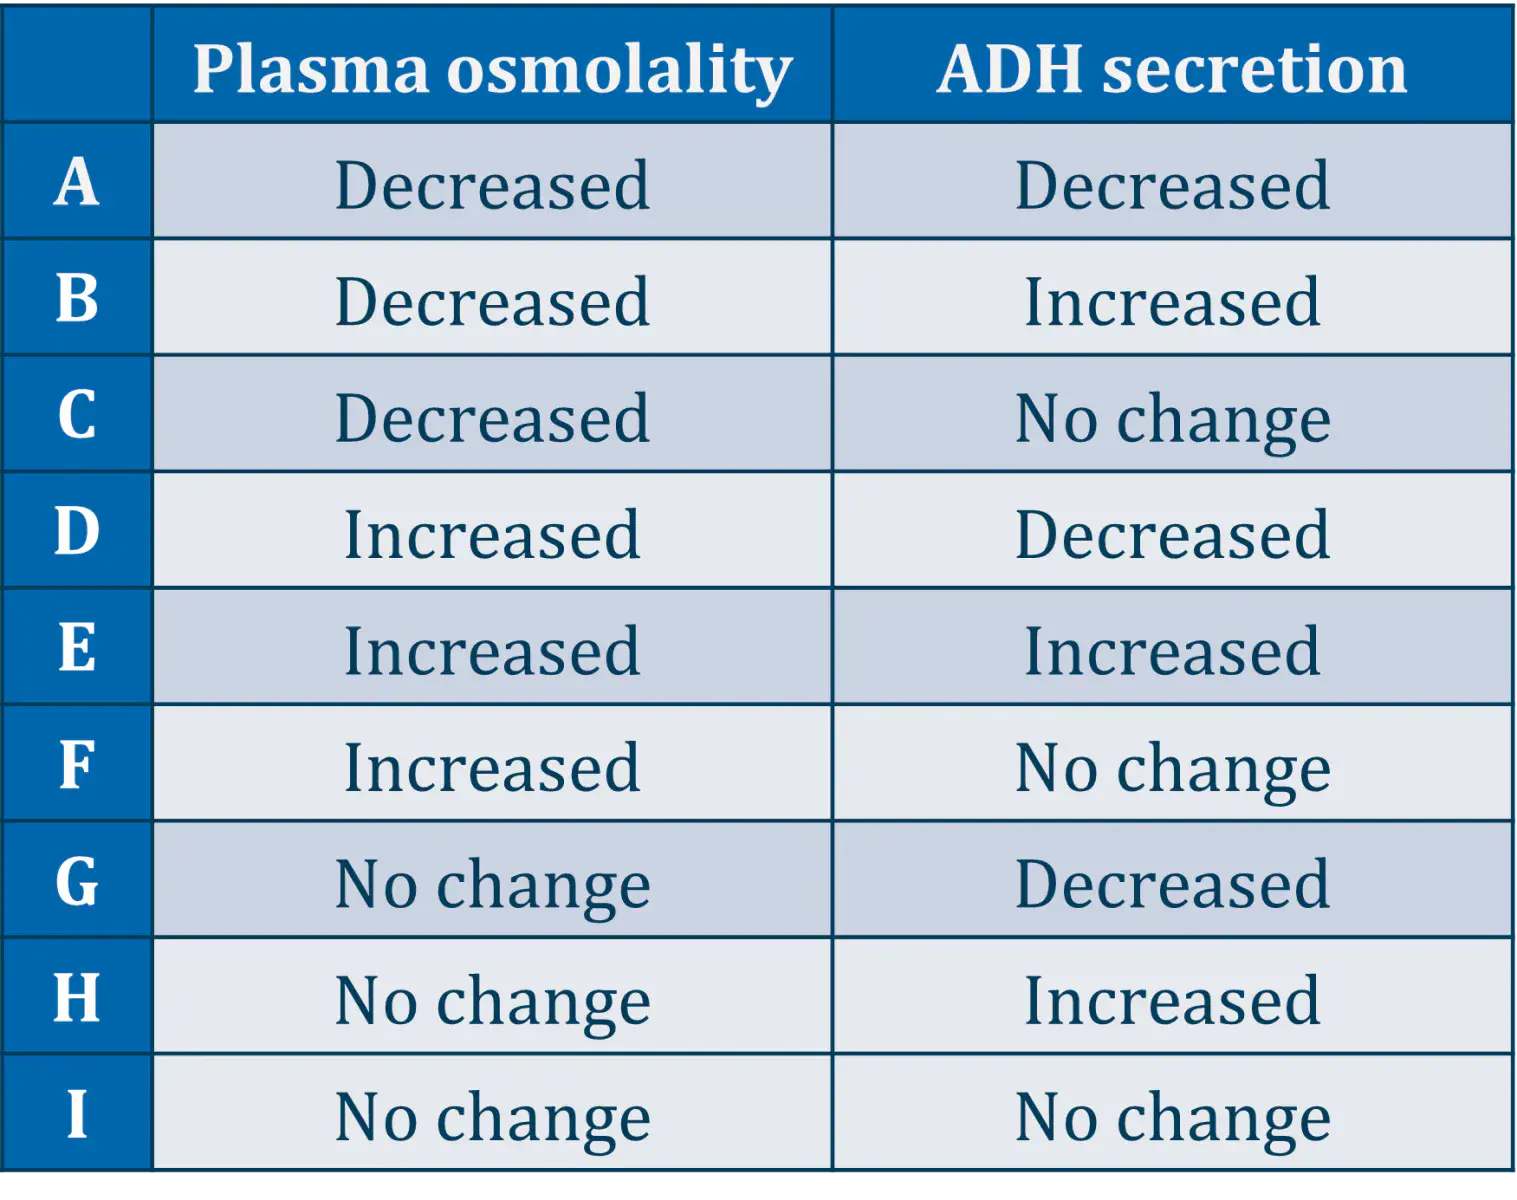 Plasma osmolality ADH secretion
A Decreased Decreased
B Decreased Increased
C Decreased No change
D Increased Decreased
E Increased Increased
F Increased No change
G No change Decreased
H No change Increased
I No change No change